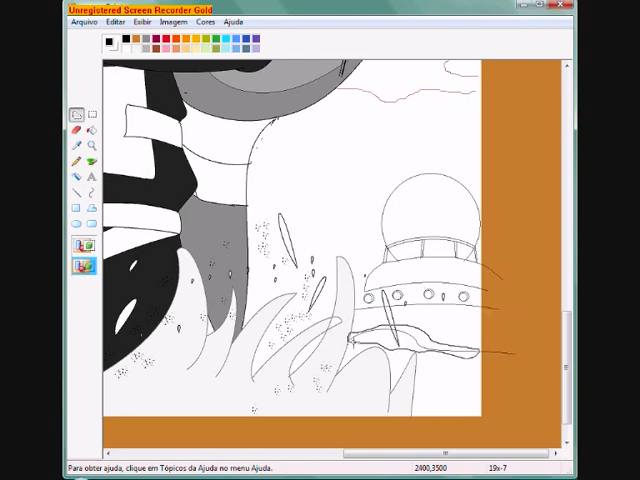 Unregistered Screen Recorder Gold
Arquivo Editar Exibir Imagem Cores Ajuda
Para obter ajuda, clique em Tópicos da Ajuda no menu Ajuda. 2400,3500 19x-7